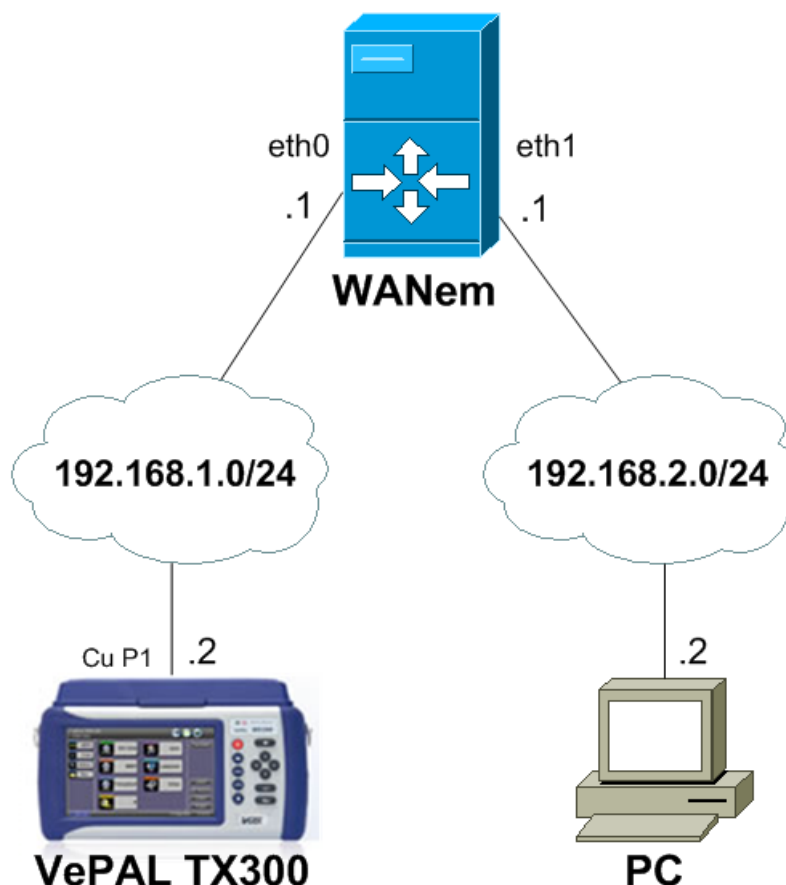 eth0
eth1
.1
.1
WANem
192.168.1.0/24
192.168.2.0/24
Cu P1
.2
.2
VePAL TX300
PC